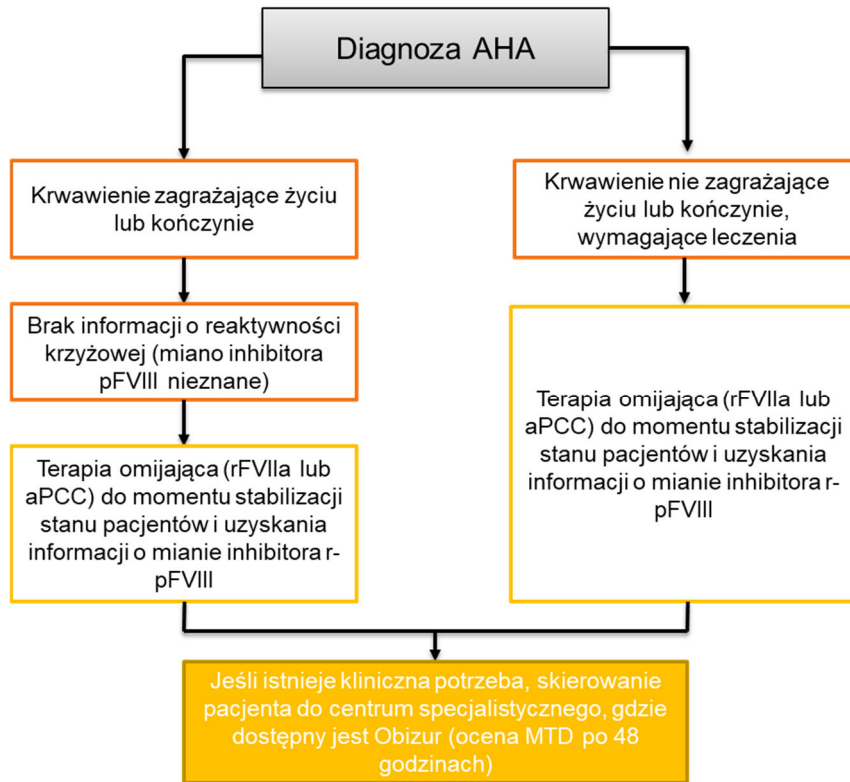 Diagnoza AHA
Krwawienie zagrażające życiu
lub kończynie
Krwawienie nie zagrażające
życiu lub kończynie,
wymagające leczenia
Brak informacji o reaktywności
krzyżowej (miano inhibitora
pFVIII nieznane)
Terapia omijająca (rFVIIa lub
aPCC) do momentu stabilizacji
stanu pacjentów i uzyskania
informacji o mianie inhibitora r-
pFVIII
Terapia omijająca (rFVIIa lub
aPCC) do momentu stabilizacji
stanu pacjentów i uzyskania
informacji o mianie inhibitora r-
pFVIII
Jeśli istnieje kliniczna potrzeba, skierowanie
pacjenta do centrum specjalistycznego, gdzie
dostępny jest Obizur (ocena MTD po 48
godzinach)